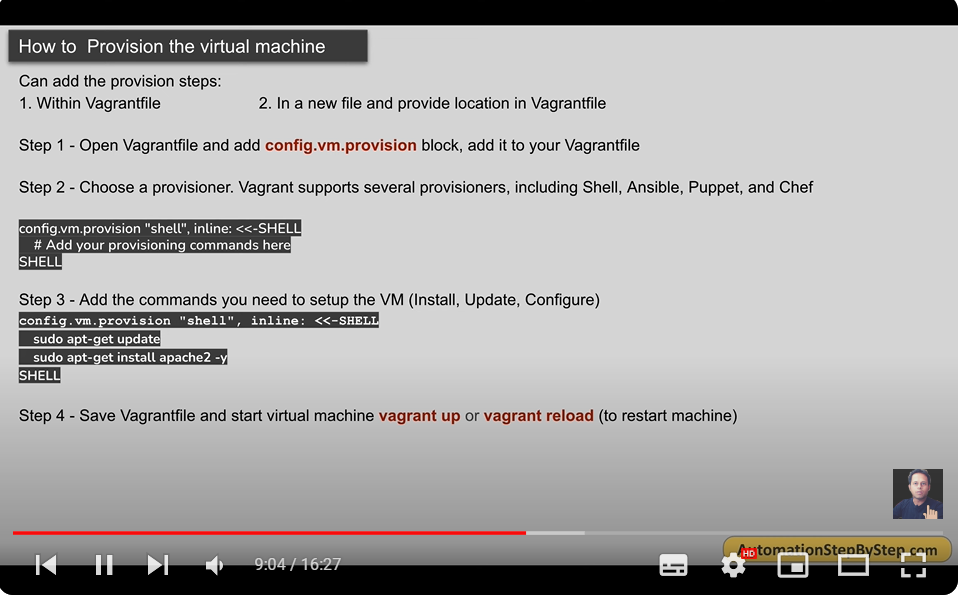 How to  Provision the virtual machine
Can add the provision steps:
1. Within Vagrantfile 2. In a new file and provide location in Vagrantfile
Step 1 - Open Vagrantfile and add config.vm.provision block, add it to your Vagrantfile
Step 2 - Choose a provisioner. Vagrant supports several provisioners, including Shell, Ansible, Puppet, and Chef
config.vm.provision "shell", inline: <<-SHELL
# Add your provisioning commands here
SHELL
Step 3 - Add the commands you need to setup the VM (Install, Update, Configure)
config.vm.provision "shell", inline: <<-SHELL
sudo apt-get update
sudo apt-get install apache2 -y
SHELL
Step 4 - Save Vagrantfile and start virtual machine vagrant up or vagrant reload (to restart machine)
AutomationStepByStep.com
HD
9:04 / 16:27